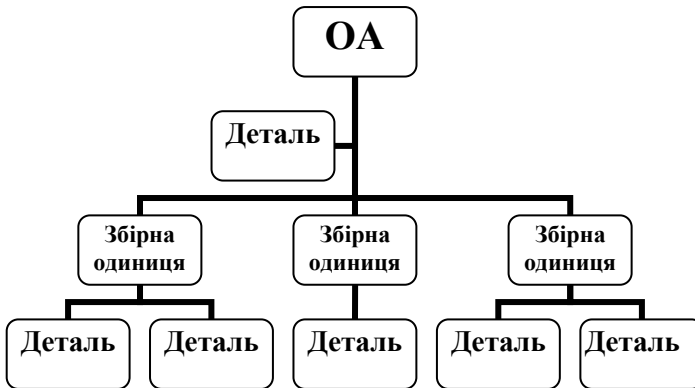 ОА
Деталь
Збірна
одиниця
Збірна
одиниця
Збірна
одиниця
Деталь
Деталь
Деталь
Деталь
Деталь